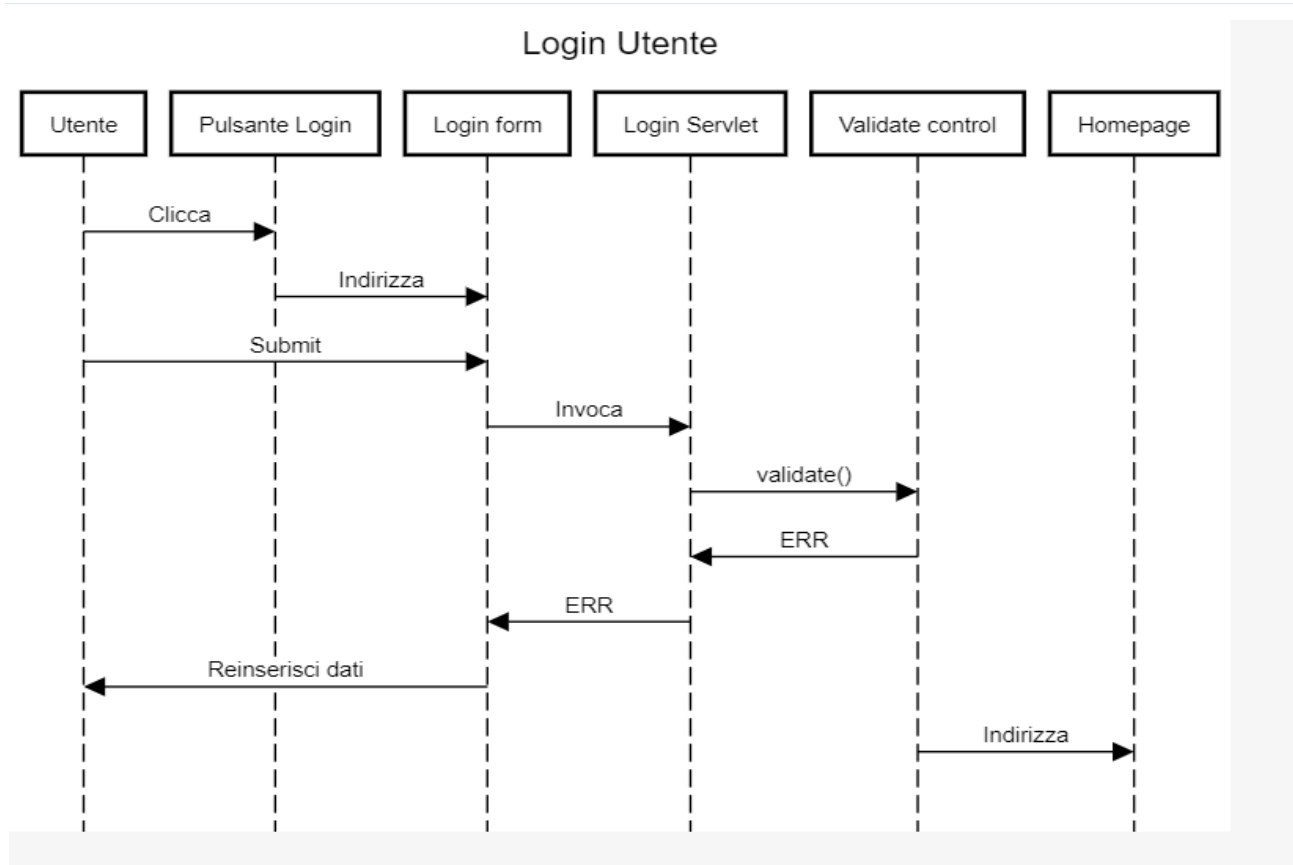 Login Utente
Utente
Pulsante Login
Login form
Login Servlet
Validate control
Homepage
Clicca
Indirizza
Submit
Invoca
validate()
ERR
ERR
Reinserisci dati
Indirizza